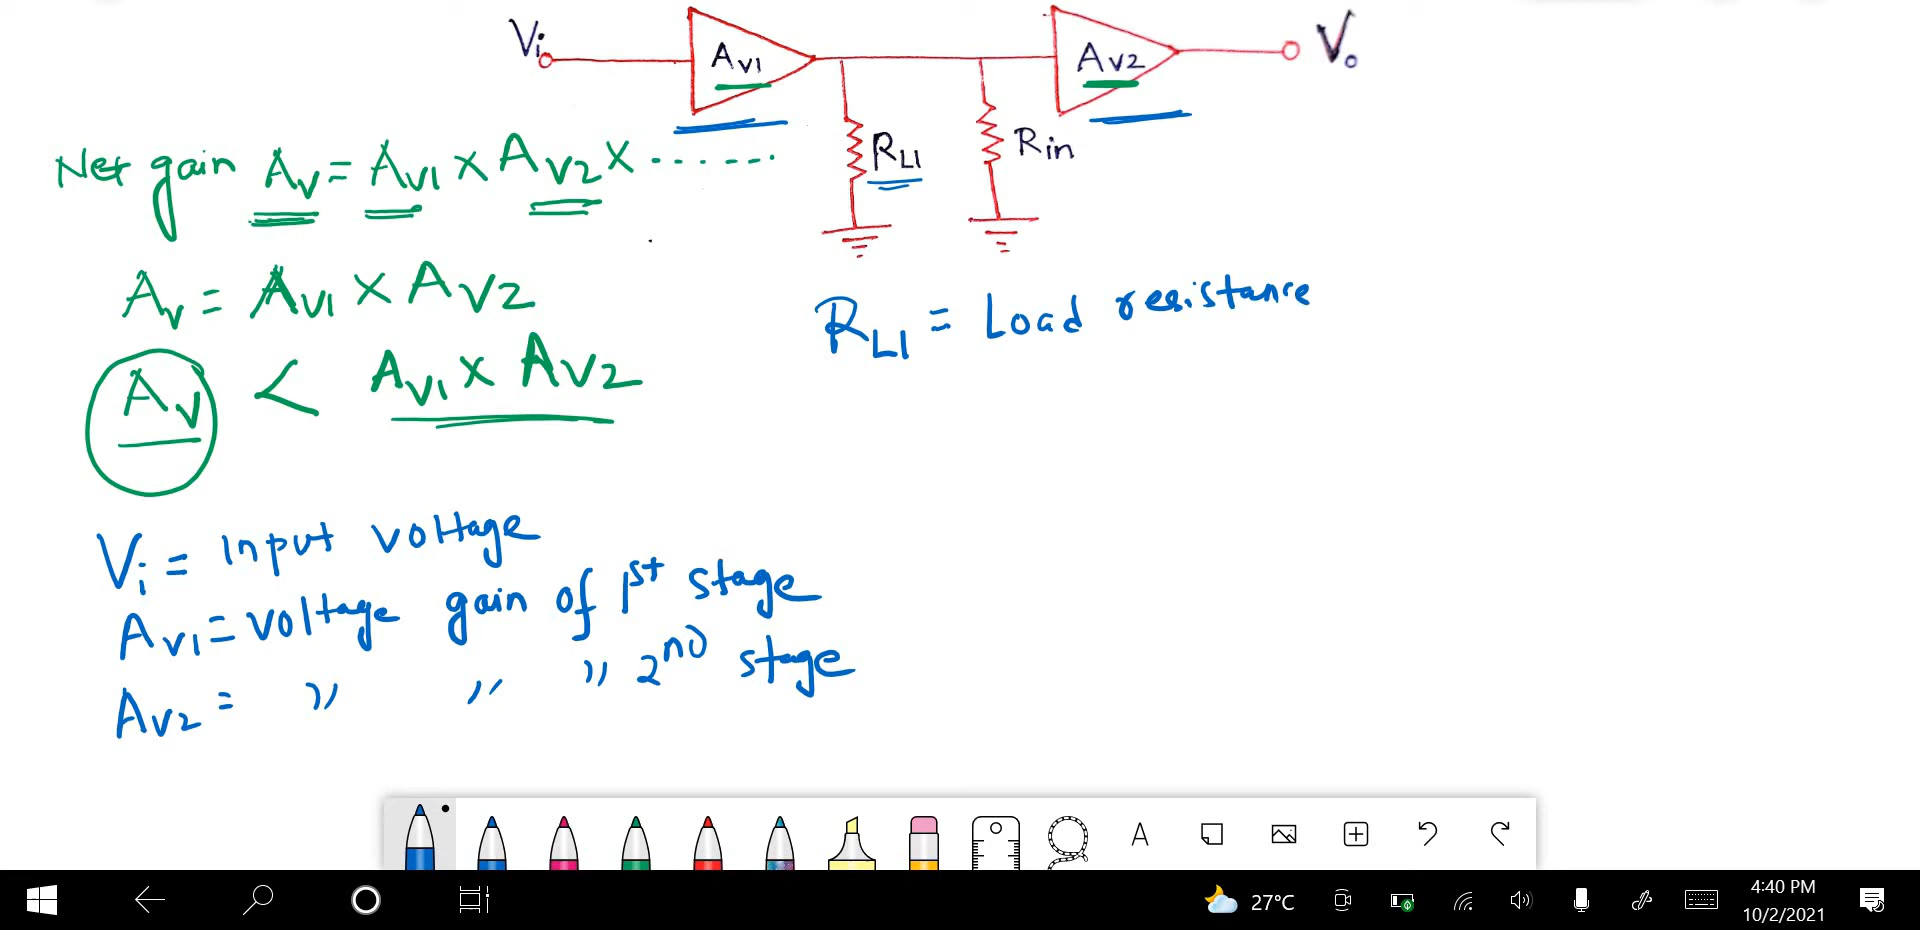 Vi
Av1
Av2
Vo
RL1
Rin
Net gain Av = Av1 x Av2 x .......
Av = Av1 x Av2
Av < Av1 x Av2
RL1 = Load resistance
Vi = Input voltage
Av1 = voltage gain of 1st stage
Av2 = " " " 2nd stage
A
27°C
4:40 PM
10/2/2021